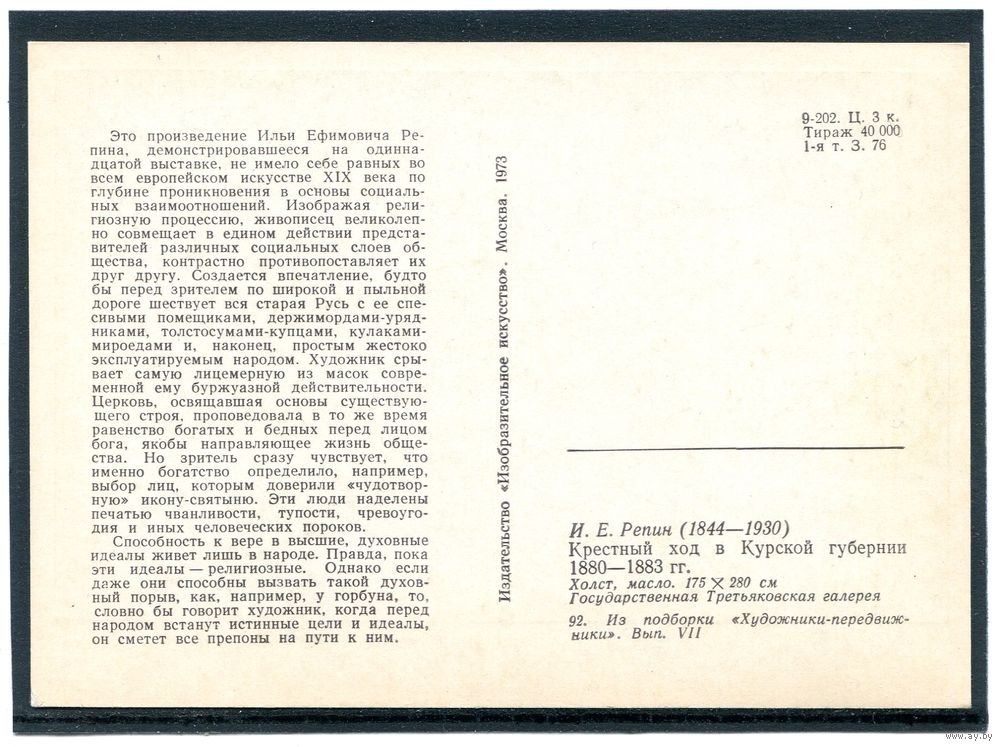 Это произведение Ильи Ефимовича Ре-
пина, демонстрировавшееся на одинна-
дцатой выставке, не имело себе равных во
всем европейском искусстве XIX века по
глубине проникновения в основы социаль-
ных взаимоотношений. Изображая рели-
гиозную процессию, живописец великолеп-
но совмещает в едином действии предста-
вителей различных социальных слоев об-
щества, контрастно противопоставляет их
друг другу. Создается впечатление, будто
бы перед зрителем по широкой и пыльной
дороге шествует вся старая Русь с ее спе-
сивыми помещиками, держимордами-уряд-
никами, толстосумами-купцами, кулаками-
мироедами и, наконец, простым жестоко
эксплуатируемым народом. Художник сры-
вает самую лицемерную из масок совре-
менной ему буржуазной действительности.
Церковь, освящавшая основы существую-
щего строя, проповедовала в то же время
равенство богатых и бедных перед лицом
бога, якобы направляющее жизнь обще-
ства. Но зритель сразу чувствует, что
именно богатство определило, например,
выбор лиц, которым доверили «чудотвор-
ную» икону-святыню. Эти люди наделены
печатью чванливости, тупости, чревоуго-
дия и иных человеческих пороков.
Способность к вере в высшие, духовные
идеалы живет лишь в народе. Правда, пока
эти идеалы — религиозные. Однако если
даже они способны вызвать такой духов-
ный порыв, как, например, у горбуна, то,
словно бы говорит художник, когда перед
народом встанут истинные цели и идеалы,
он сметет все препоны на пути к ним.
Издательство «Изобразительное искусство». Москва. 1973
9-202. Ц. 3 к.
Тираж 40 000
1-я т. З. 76
И. Е. Репин (1844—1930)
Крестный ход в Курской губернии
1880—1883 гг.
Холст, масло. 175 × 280 см
Государственная Третьяковская галерея
92. Из подборки «Художники-передвиж-
ники». Вып. VII
www.ay.by